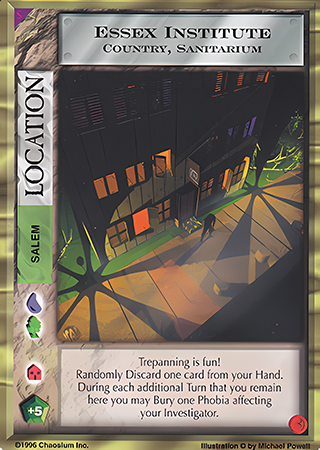 ESSEX INSTITUTE
COUNTRY, SANITARIUM
LOCATION
SALEM
+5
Trepanning is fun!
Randomly Discard one card from your Hand.
During each additional Turn that you remain
here you may Bury one Phobia affecting
your Investigator.
©1996 Chaosium Inc.
Illustration © by Michael Powell